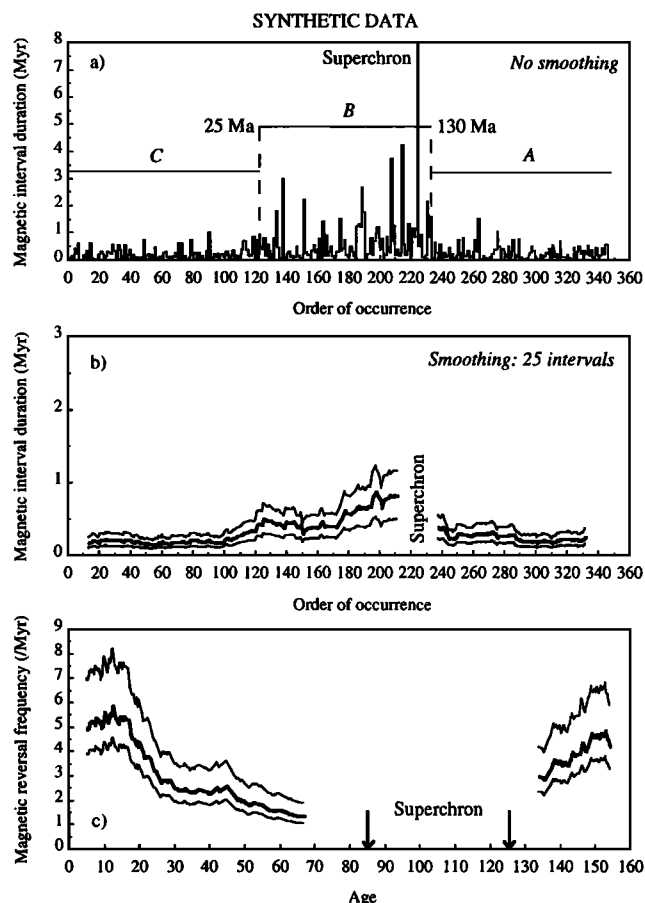 SYNTHETIC DATA
Magnetic interval duration (Myr)
8
7
6
5
4
3
2
1
0
a)
Superchron
No smoothing
25 Ma
B
130 Ma
C
A
0 20 40 60 80 100 120 140 160 180 200 220 240 260 280 300 320 340 360
Order of occurrence
Magnetic interval duration (Myr)
3
2
1
0
b)
Smoothing: 25 intervals
Superchron
0 20 40 60 80 100 120 140 160 180 200 220 240 260 280 300 320 340 360
Order of occurrence
Magnetic reversal frequency (/Myr)
9
8
7
6
5
4
3
2
1
0
c)
Superchron
0 10 20 30 40 50 60 70 80 90 100 110 120 130 140 150 160
Age